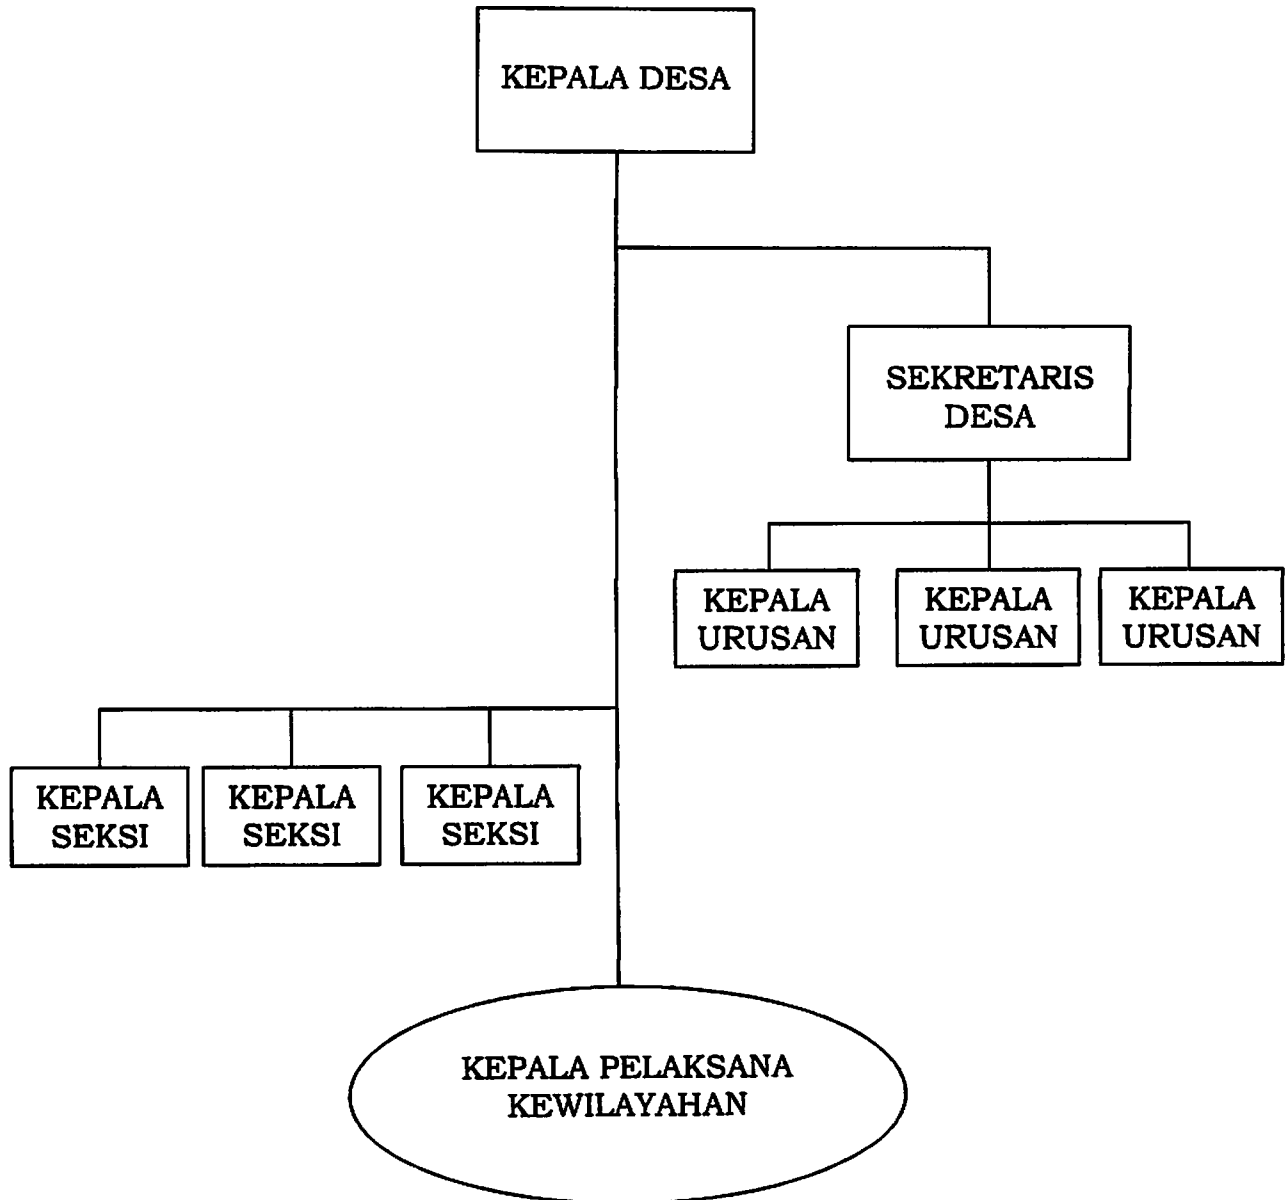 KEPALA DESA
SEKRETARIS
DESA
KEPALA
URUSAN
KEPALA
URUSAN
KEPALA
URUSAN
KEPALA
SEKSI
KEPALA
SEKSI
KEPALA
SEKSI
KEPALA PELAKSANA
KEWILAYAHAN